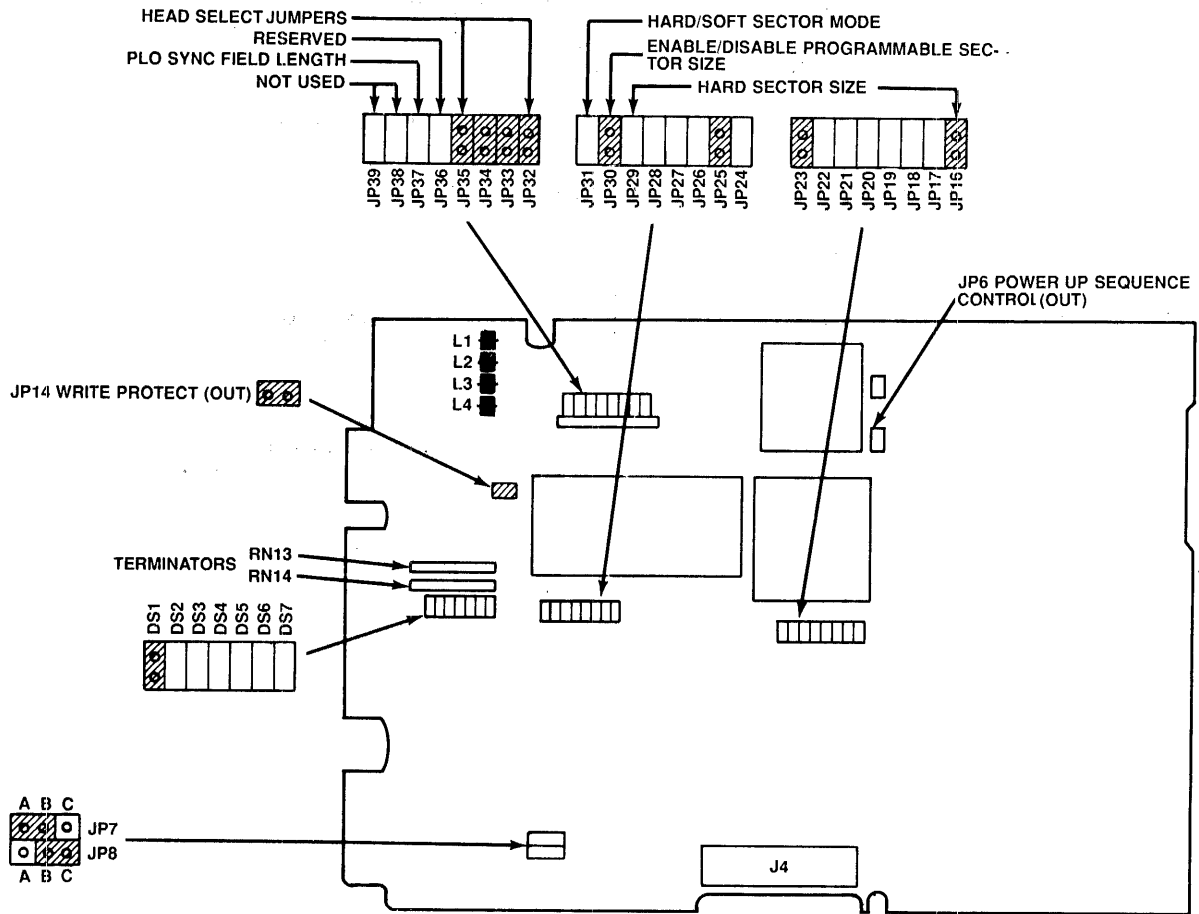 HEAD SELECT JUMPERS
RESERVED
PLO SYNC FIELD LENGTH
NOT USED
HARD/SOFT SECTOR MODE
ENABLE/DISABLE PROGRAMMABLE SEC-
TOR SIZE
HARD SECTOR SIZE
JP39 JP38 JP37 JP36 JP35 JP34 JP33 JP32
JP31 JP30 JP29 JP28 JP27 JP26 JP25 JP24
JP23 JP22 JP21 JP20 JP19 JP18 JP17 JP16
JP6 POWER UP SEQUENCE
CONTROL (OUT)
L1
L2
L3
L4
JP14 WRITE PROTECT (OUT)
TERMINATORS
RN13
RN14
DS1 DS2 DS3 DS4 DS5 DS6 DS7
A B C
JP7
JP8
A B C
J4